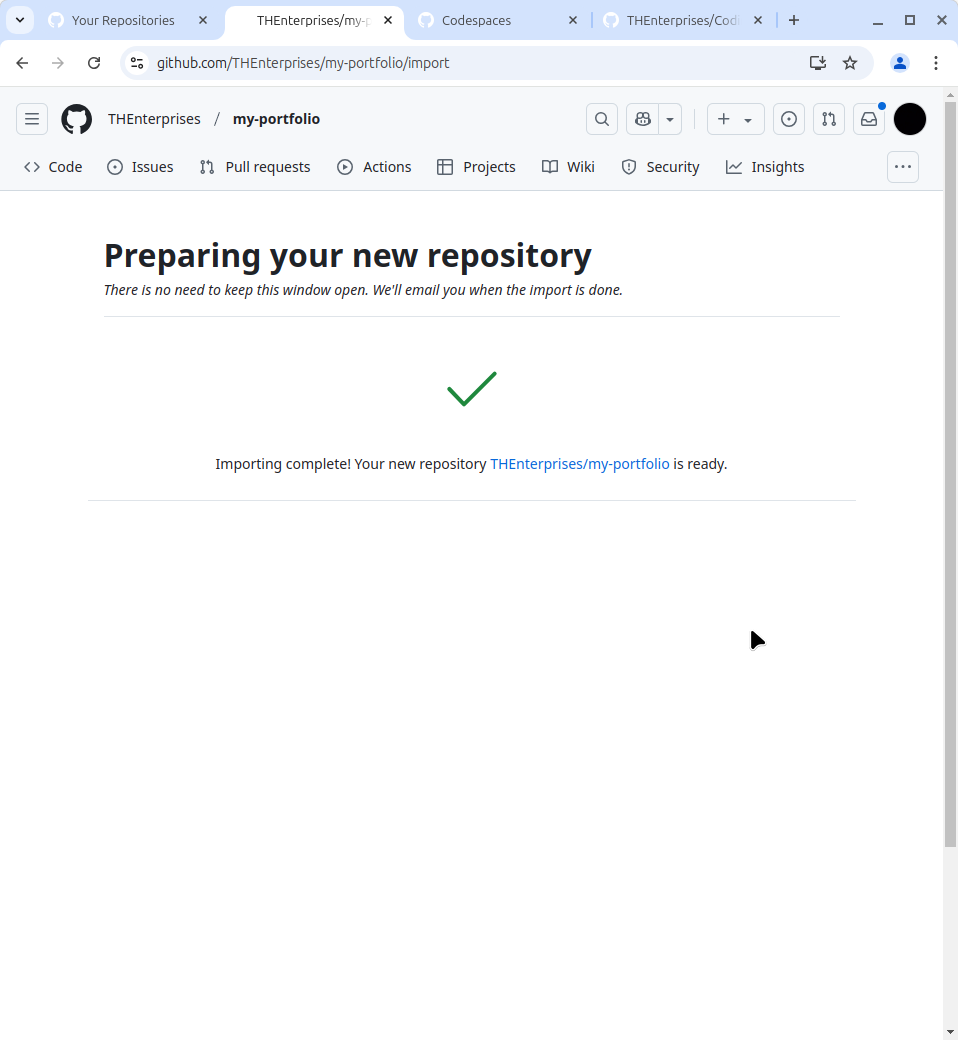 Your Repositories
THEnterprises/my-p
Codespaces
THEnterprises/Codi
github.com/THEnterprises/my-portfolio/import
THEnterprises / my-portfolio
Code
Issues
Pull requests
Actions
Projects
Wiki
Security
Insights
Preparing your new repository
There is no need to keep this window open. We'll email you when the import is done.
Importing complete! Your new repository THEnterprises/my-portfolio is ready.